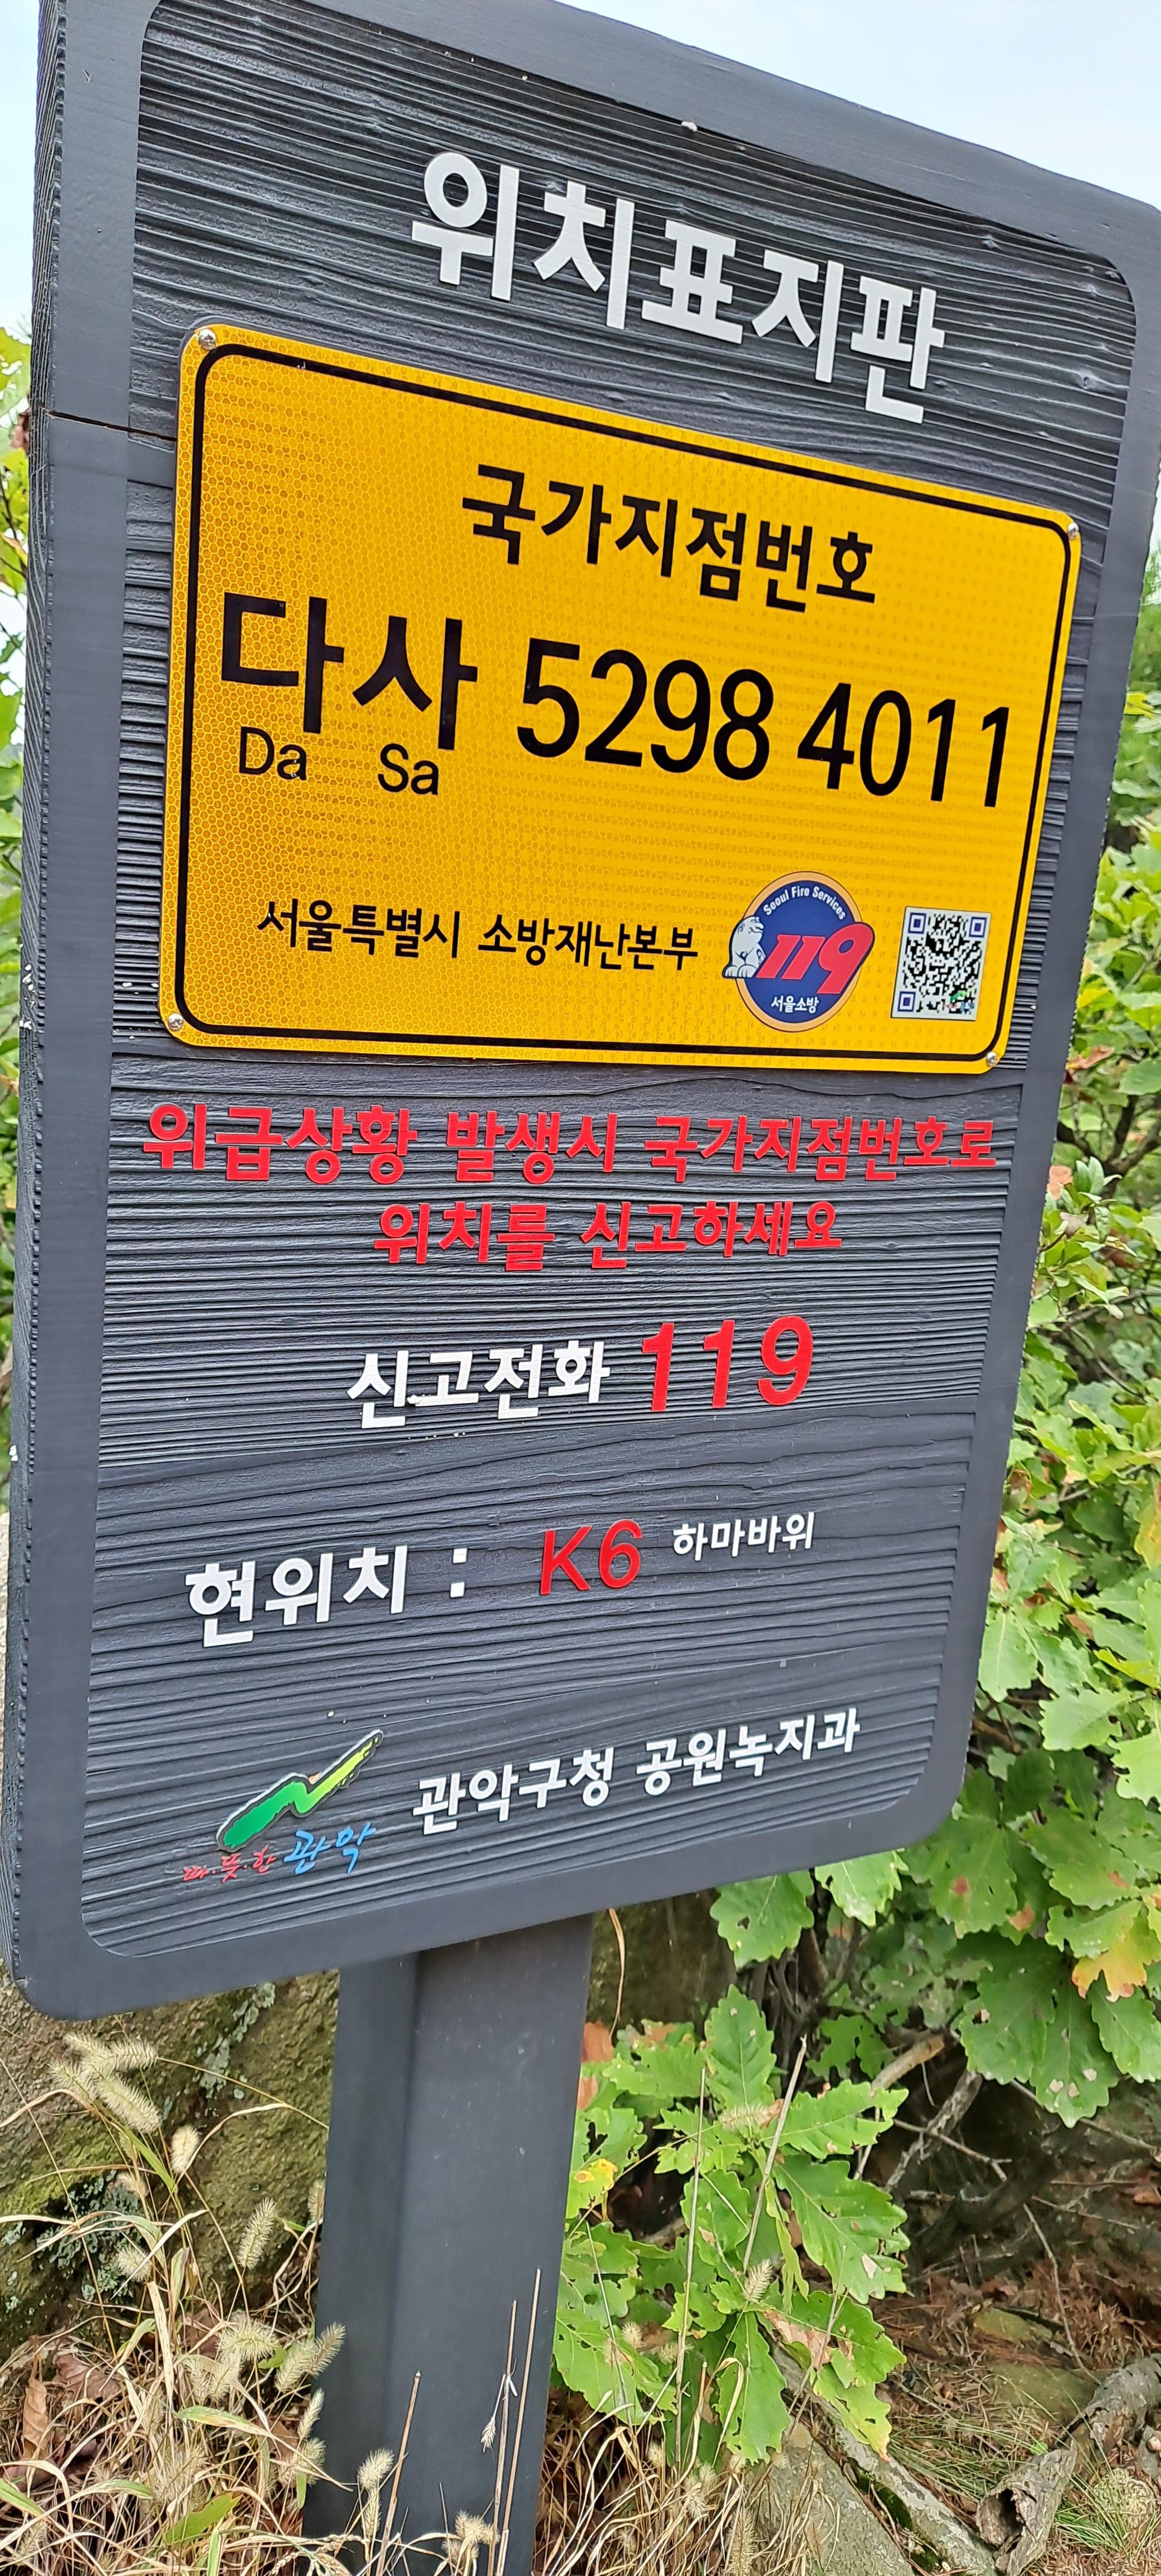 위치표지판
국가지점번호
다사 5298 4011
Da Sa
서울특별시 소방재난본부
Seoul Fire Services
119
서울소방
위급상황 발생시 국가지점번호로
위치를 신고하세요
신고전화 119
현위치 : K6 하마바위
따뜻한 관악
관악구청 공원녹지과